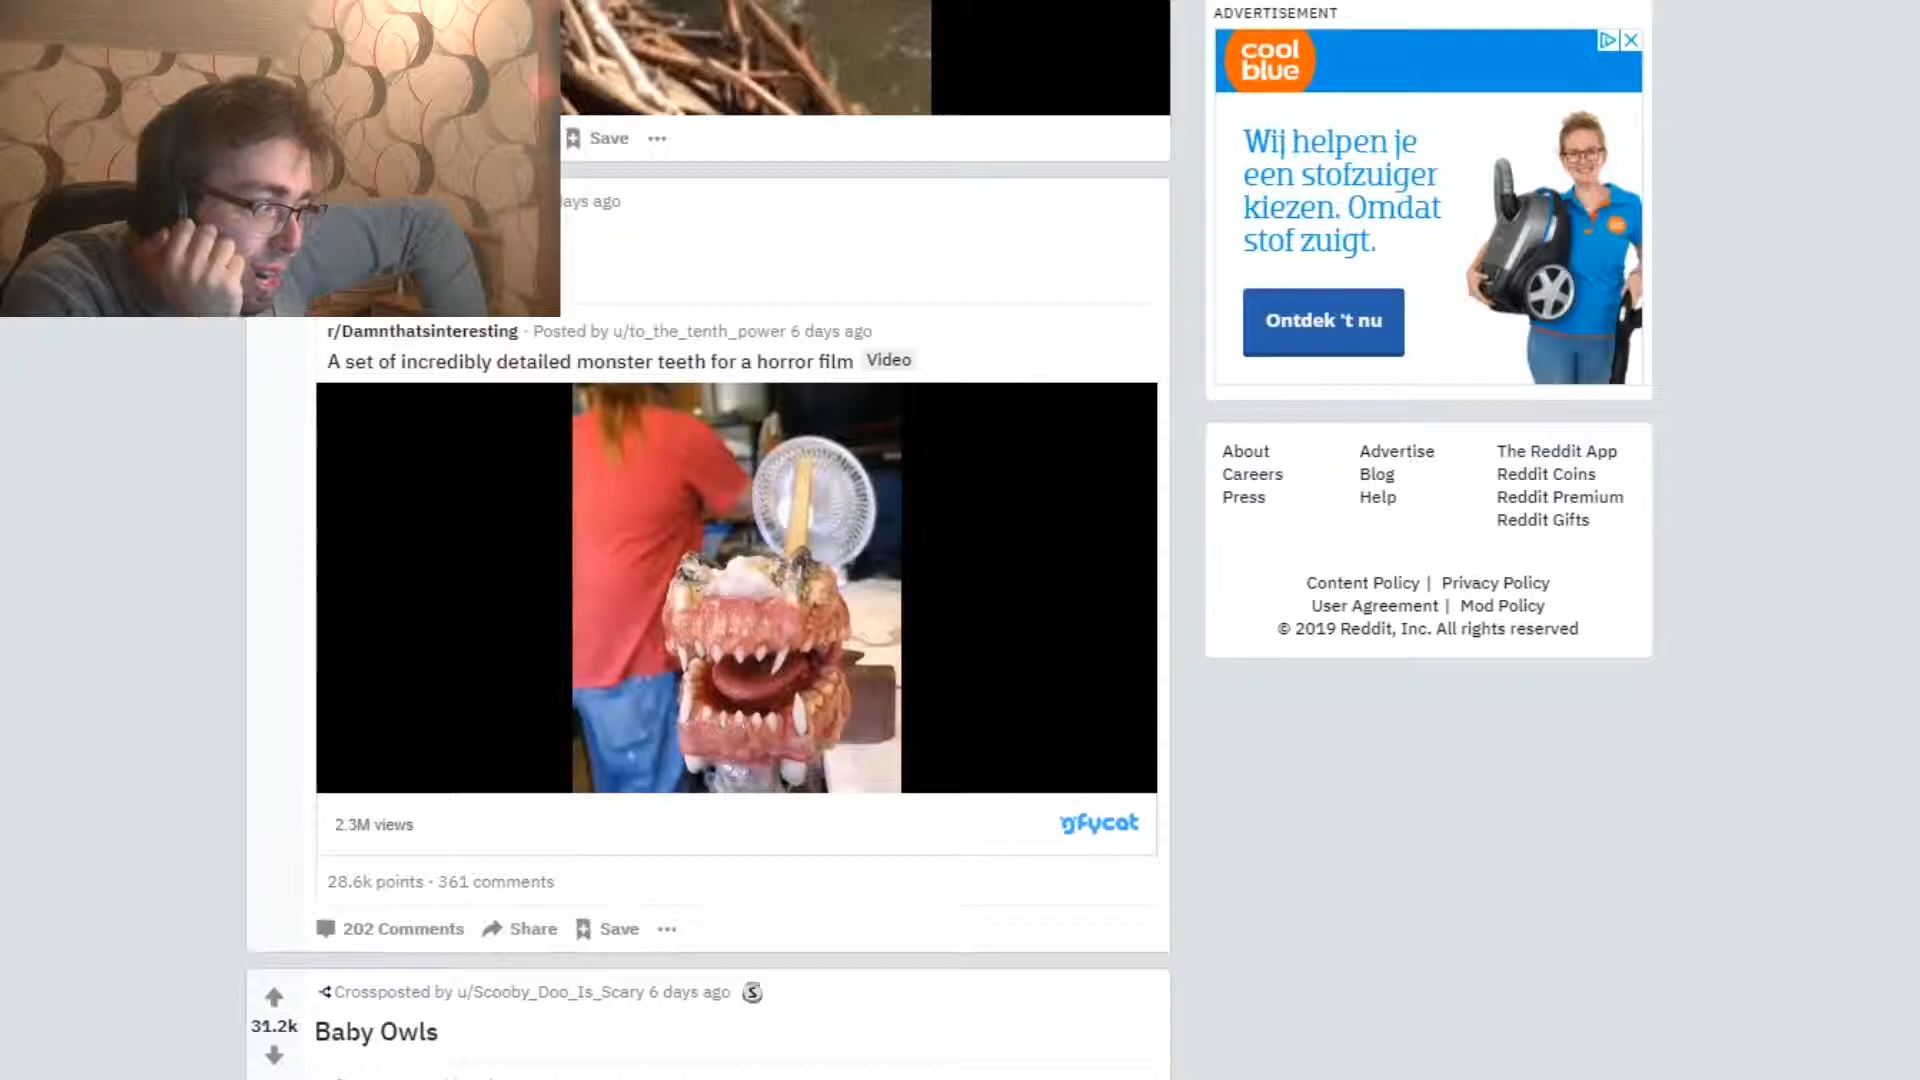 ADVERTISEMENT
cool
blue
Wij helpen je
een stofzuiger
kiezen. Omdat
stof zuigt.
Ontdek 't nu
Save
days ago
r/Damnthatsinteresting · Posted by u/to_the_tenth_power 6 days ago
A set of incredibly detailed monster teeth for a horror film Video
2.3M views
gfycat
28.6k points · 361 comments
202 Comments Share Save
Crossposted by u/Scooby_Doo_Is_Scary 6 days ago
31.2k
Baby Owls
About
Careers
Press
Advertise
Blog
Help
The Reddit App
Reddit Coins
Reddit Premium
Reddit Gifts
Content Policy | Privacy Policy
User Agreement | Mod Policy
© 2019 Reddit, Inc. All rights reserved